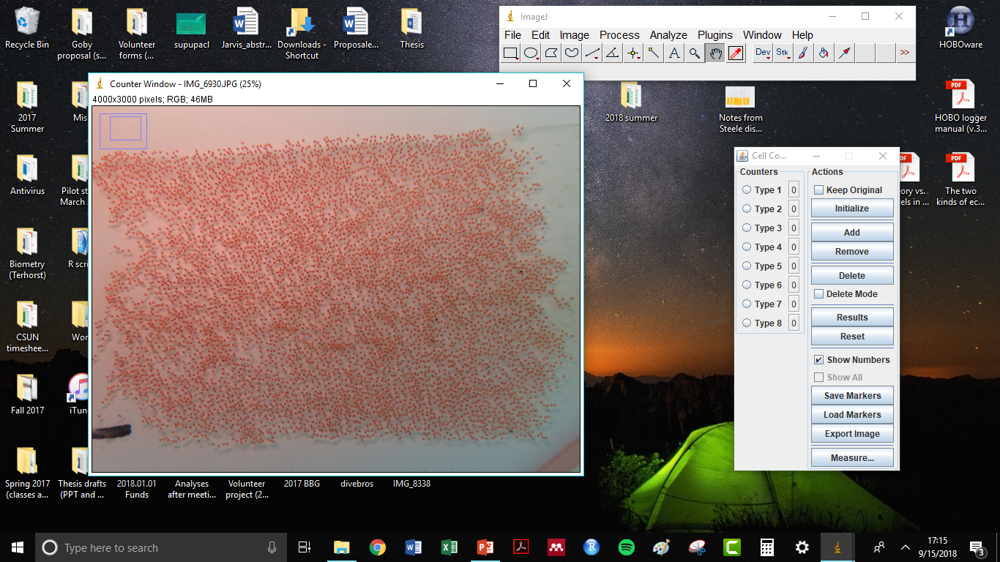 Recycle Bin
Goby
proposal (s...
Volunteer
forms (...
supupacl
Jarvis_abstr...
Downloads -
Shortcut
Proposale...
Thesis
ImageJ
File Edit Image Process Analyze Plugins Window Help
Dev Stk >>
HOBOware
Counter Window - IMG_6930.JPG (25%)
4000x3000 pixels; RGB; 46MB
2017
Summer
Mis
2018 summer
Notes from
Steele dis...
PDF
HOBO logger
manual (v.3...
Antivirus
Pilot st
March
PDF
ory vs.
els in ...
PDF
The two
kinds of ec...
Cell Co...
Counters
Type 1 0
Type 2 0
Type 3 0
Type 4 0
Type 5 0
Type 6 0
Type 7 0
Type 8 0
Actions
Keep Original
Initialize
Add
Remove
Delete
Delete Mode
Results
Reset
Show Numbers
Show All
Save Markers
Load Markers
Export Image
Measure...
Biometry
(Terhorst)
R scri
CSUN
timeshee...
Wor
Fall 2017
iTun
Spring 2017
(classes a...
Thesis drafts
(PPT and ...
2018.01.01
Funds
Analyses
after meeti...
Volunteer
project (2...
2017 BBG
divebros
IMG_8338
Type here to search
17:15
9/15/2018
3